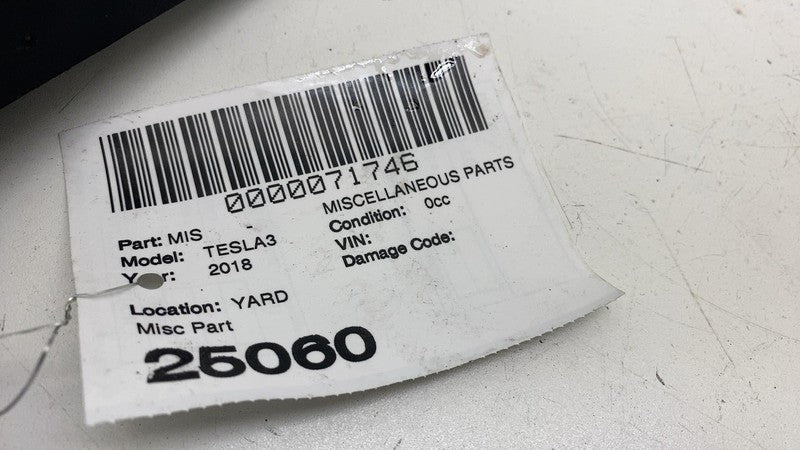 0000071746
Part: MIS MISCELLANEOUS PARTS
Model: TESLA3 Condition: 0cc
Year: 2018 VIN:
Damage Code:
Location: YARD
Misc Part
25060